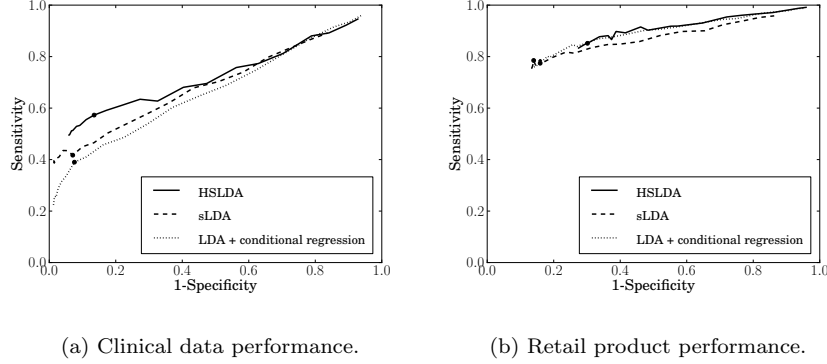 1.0
0.8
0.6
0.4
0.2
0.0
Sensitivity
0.0 0.2 0.4 0.6 0.8 1.0
1-Specificity
HSLDA
sLDA
LDA + conditional regression
(a) Clinical data performance.
1.0
0.8
0.6
0.4
0.2
0.0
Sensitivity
0.0 0.2 0.4 0.6 0.8 1.0
1-Specificity
HSLDA
sLDA
LDA + conditional regression
(b) Retail product performance.